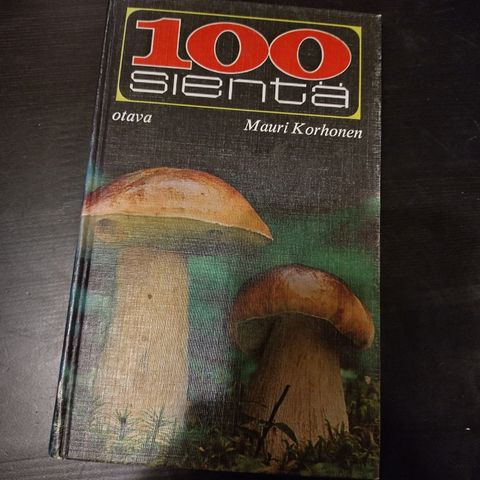 100
sientä
otava
Mauri Korhonen